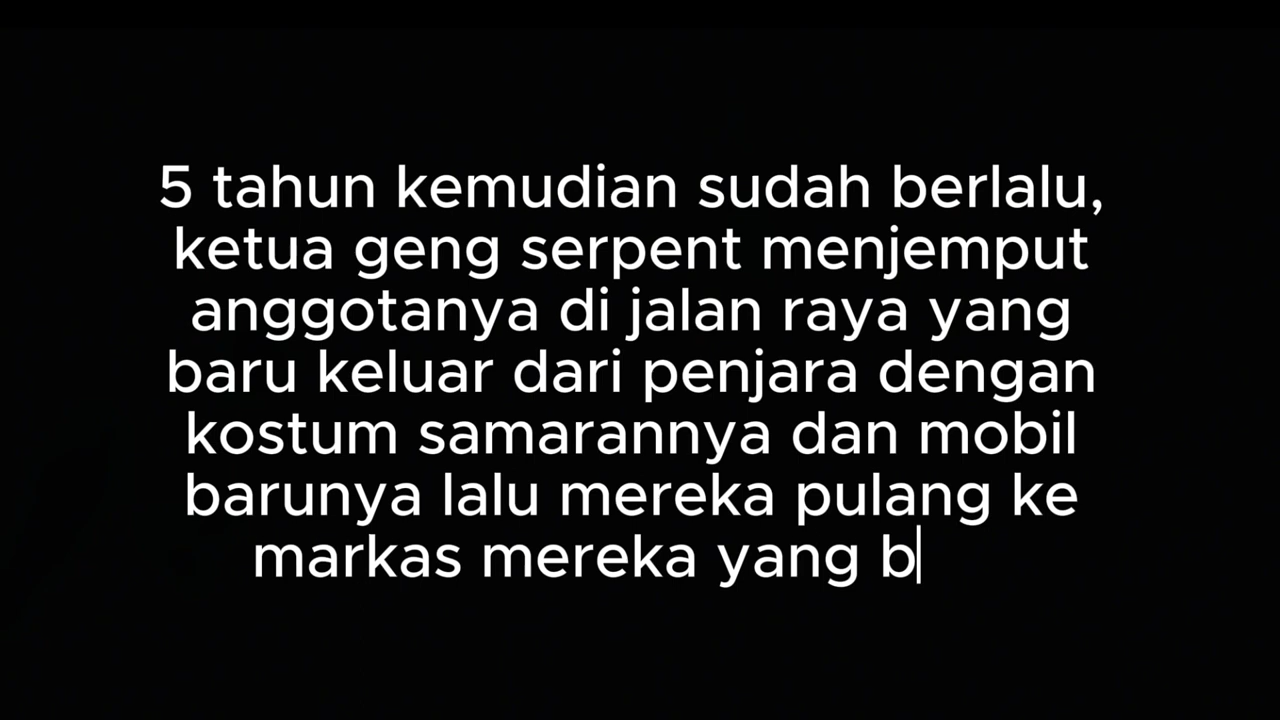 5 tahun kemudian sudah berlalu,
ketua geng serpent menjemput
anggotanya di jalan raya yang
baru keluar dari penjara dengan
kostum samarannya dan mobil
barunya lalu mereka pulang ke
markas mereka yang b